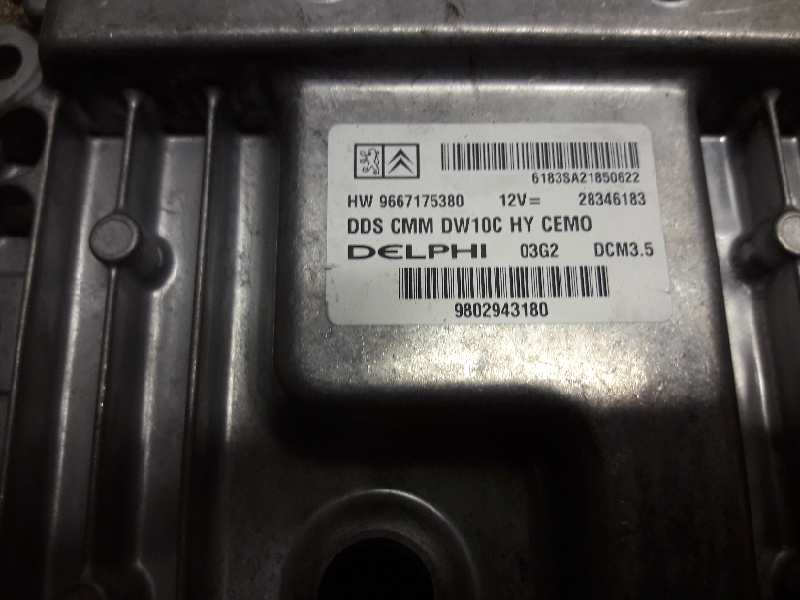 6183SA21850622
HW 9667175380 12V= 28346183
DDS CMM DW10C HY CEMO
DELPHI 03G2 DCM3.5
9802943180